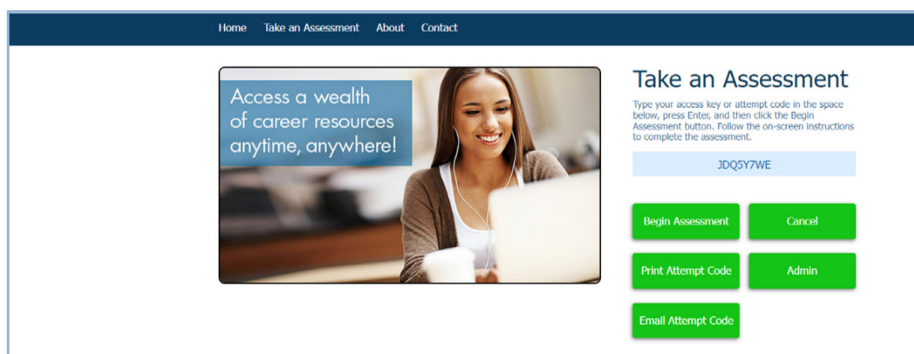 Home Take an Assessment About Contact
Access a wealth
of career resources
anytime, anywhere!
Take an Assessment
Type your access key or attempt code in the space
below, press Enter, and then click the Begin
Assessment button. Follow the on-screen instructions
to complete the assessment.
JDQ5Y7WE
Begin Assessment Cancel
Print Attempt Code Admin
Email Attempt Code